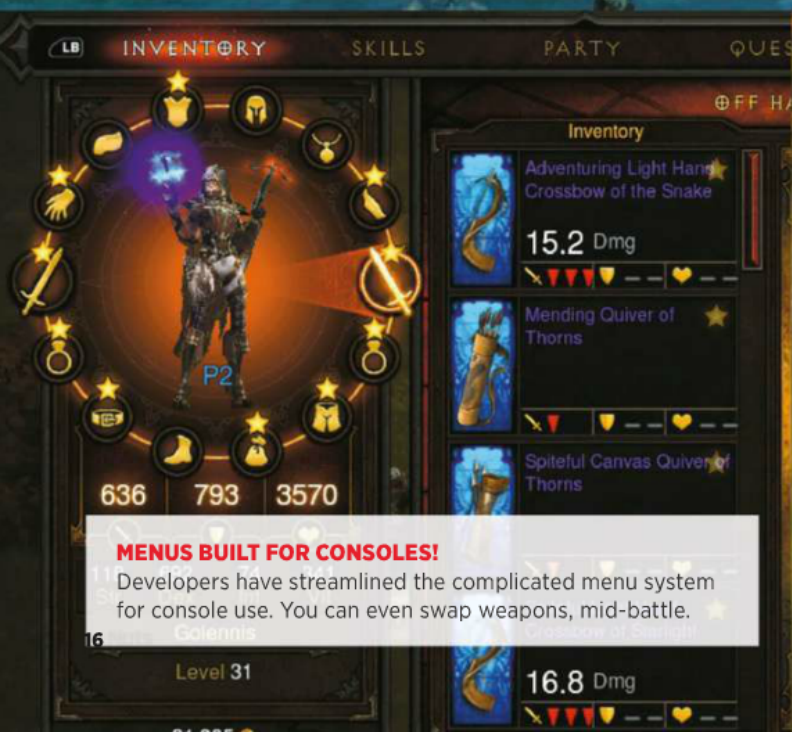 LB INVENTORY SKILLS PARTY QUES
OFF HA
Inventory
Adventuring Light Hand
Crossbow of the Snake
15.2 Dmg
Mending Quiver of
Thorns
Spiteful Canvas Quiver of
Thorns
P2
636 793 3570
MENUS BUILT FOR CONSOLES!
Developers have streamlined the complicated menu system
for console use. You can even swap weapons, mid-battle.
16
Golennis
Crossbow of Starlight
Level 31
16.8 Dmg